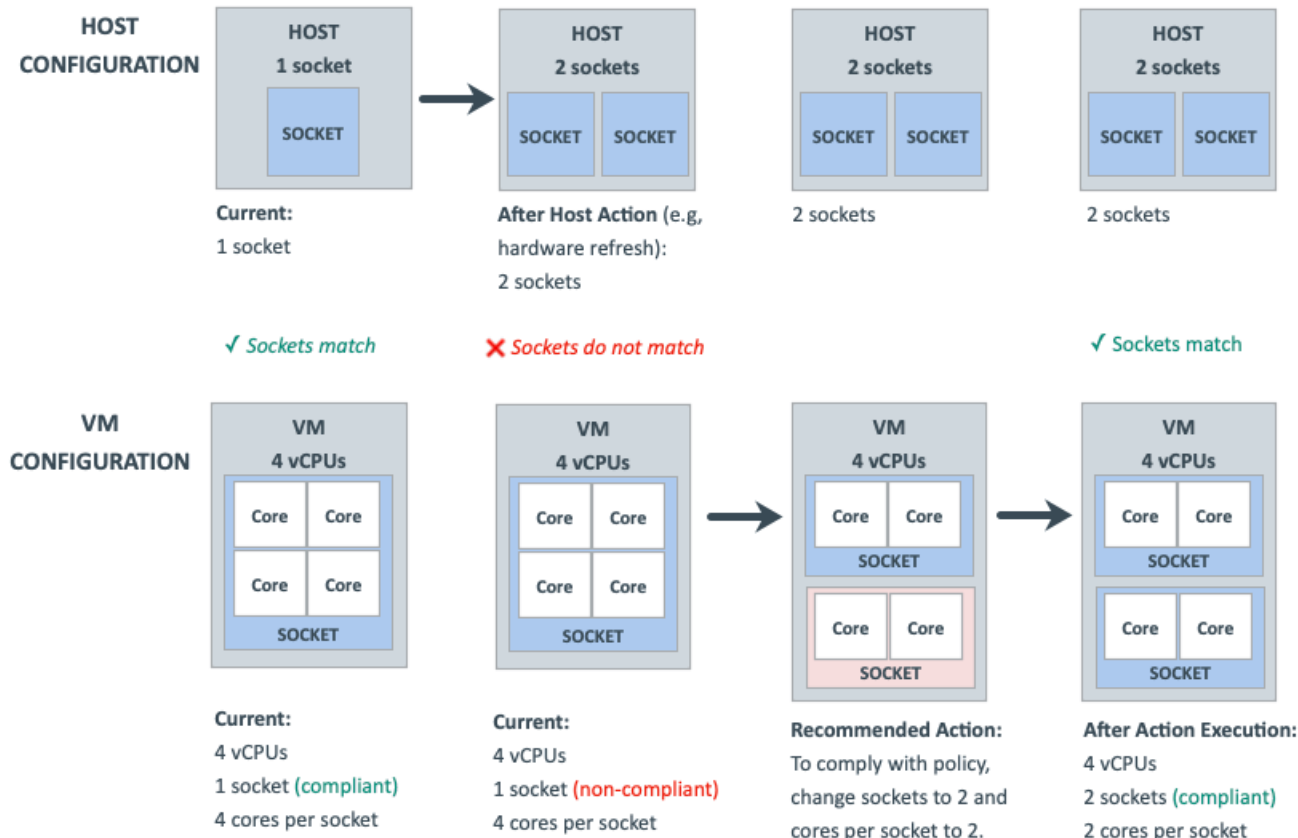 HOST
CONFIGURATION
HOST
1 socket
SOCKET
Current:
1 socket
HOST
2 sockets
SOCKET SOCKET
After Host Action (e.g,
hardware refresh):
2 sockets
HOST
2 sockets
SOCKET SOCKET
2 sockets
HOST
2 sockets
SOCKET SOCKET
2 sockets
✓ Sockets match
✗ Sockets do not match
✓ Sockets match
VM
CONFIGURATION
VM
4 vCPUs
Core Core
Core Core
SOCKET
Current:
4 vCPUs
1 socket (compliant)
4 cores per socket
VM
4 vCPUs
Core Core
Core Core
SOCKET
Current:
4 vCPUs
1 socket (non-compliant)
4 cores per socket
VM
4 vCPUs
Core Core
SOCKET
Core Core
SOCKET
Recommended Action:
To comply with policy,
change sockets to 2 and
cores per socket to 2.
VM
4 vCPUs
Core Core
SOCKET
Core Core
SOCKET
After Action Execution:
4 vCPUs
2 sockets (compliant)
2 cores per socket